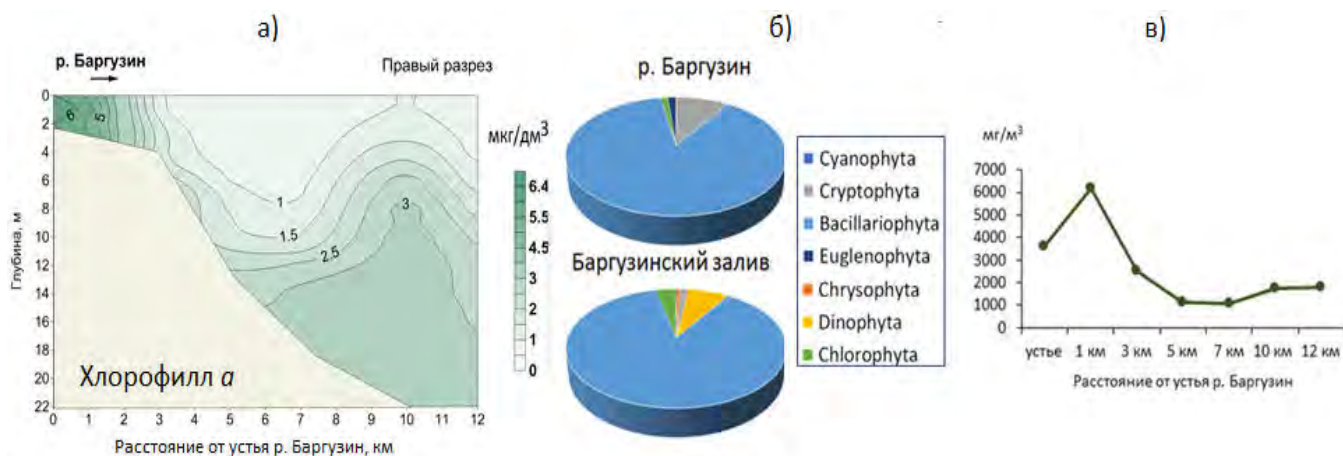 а)
б)
в)
р. Баргузин
Правый разрез
0
2
4
6
8
10
12
14
16
18
20
22
Глубина, м
6
5
1
1.5
2.5
3
Хлорофилл а
0 1 2 3 4 5 6 7 8 9 10 11 12
Расстояние от устья р. Баргузин, км
мкг/дм3
6.4
5.5
4.5
3
2
1
0
р. Баргузин
Баргузинский залив
Cyanophyta
Cryptophyta
Bacillariophyta
Euglenophyta
Chrysophyta
Dinophyta
Chlorophyta
мг/м3
7000
6000
5000
4000
3000
2000
1000
0
устье 1 км 3 км 5 км 7 км 10 км 12 км
Расстояние от устья р. Баргузин